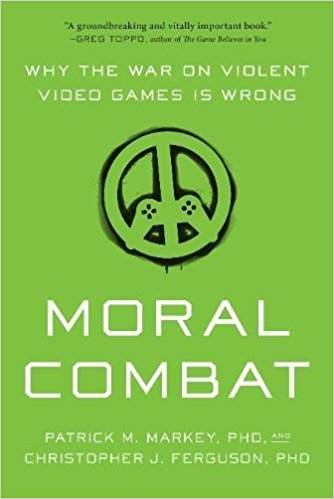 “A groundbreaking and vitally important book.”
—GREG TOPPO, author of The Game Believes in You
WHY THE WAR ON VIOLENT
VIDEO GAMES IS WRONG
MORAL
COMBAT
PATRICK M. MARKEY, PHD, AND
CHRISTOPHER J. FERGUSON, PHD